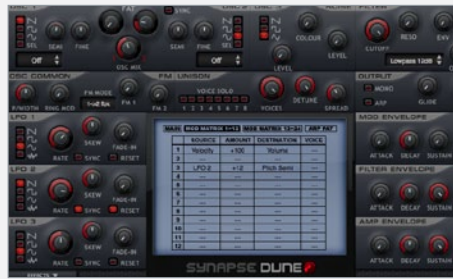 OSC 1
FAT
SYNC
OSC 2
OSC 3
FILTER
SEL
SEMI
FINE
OSC MIX
SEMI
FINE
SEL
COLOUR
LEVEL
LEVEL
RESO
ENV
CUTOFF
Off
Off
Lowpass 12dB
OSC COMMON
FM
UNISON
OUTPUT
P/WIDTH
RING MOD
FM MODE
FM 1
FM 2
VOICE SOLO
1 2 3 4 5 6 7 8
VOICES
DETUNE
SPREAD
MONO
ARP
GLIDE
LFO 1
RATE
SKEW
FADE-IN
SYNC
RESET
LFO 2
RATE
SKEW
FADE-IN
SYNC
RESET
LFO 3
RATE
SKEW
FADE-IN
SYNC
RESET
MAIN MOD MATRIX 1-12 MOD MATRIX 13-24 ARP PAT
SOURCE AMOUNT DESTINATION VOICE
1 Velocity +100 Volume ---
2 --- --- --- ---
3 LFO 2 +12 Pitch Semi ---
4 --- --- --- ---
5 --- --- --- ---
6 --- --- --- ---
7 --- --- --- ---
8 --- --- --- ---
9 --- --- --- ---
10 --- --- --- ---
11 --- --- --- ---
12 --- --- --- ---
MOD ENVELOPE
ATTACK
DECAY
SUSTAIN
FILTER ENVELOPE
ATTACK
DECAY
SUSTAIN
AMP ENVELOPE
ATTACK
DECAY
SUSTAIN
EFFECTS
SYNAPSE DUNE